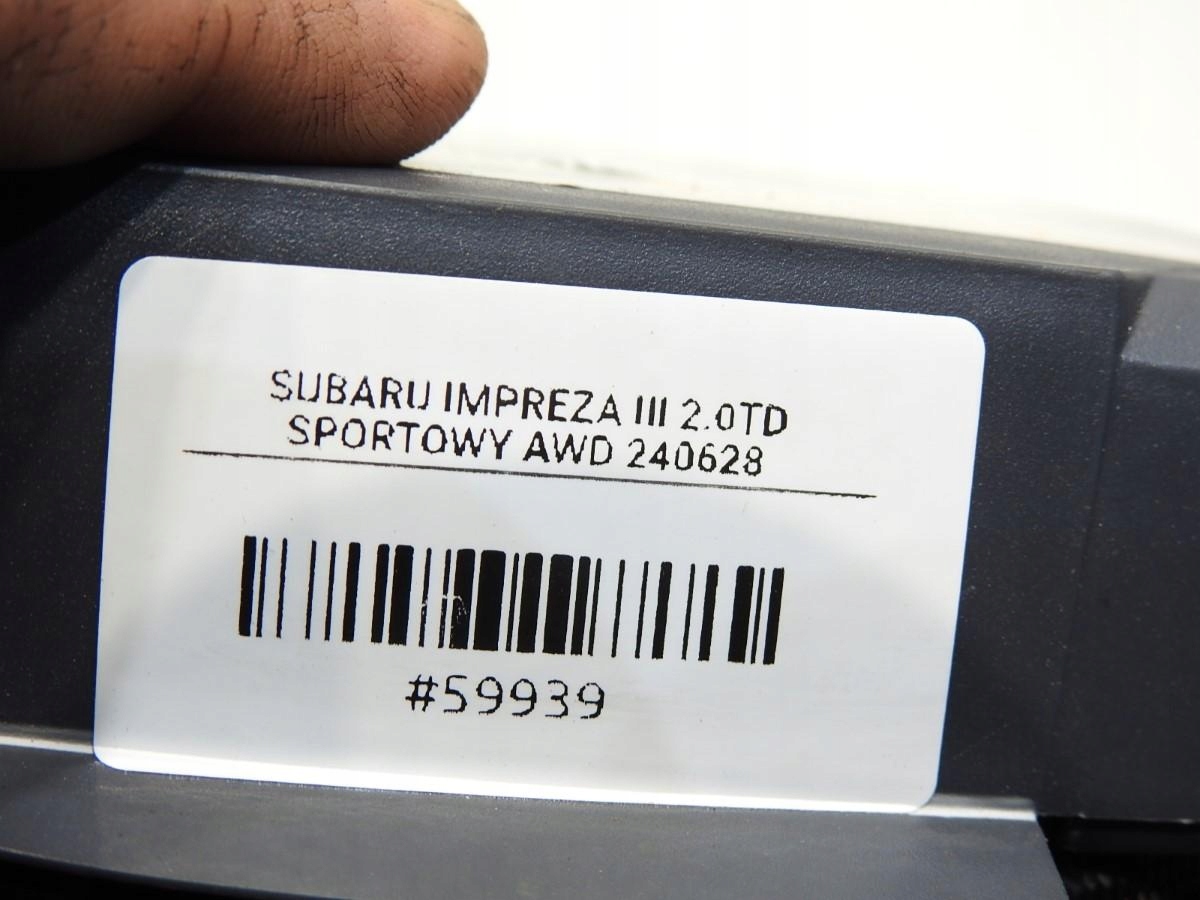 SUBARU IMPREZA III 2.0TD
SPORTOWY AWD 240628
#59939